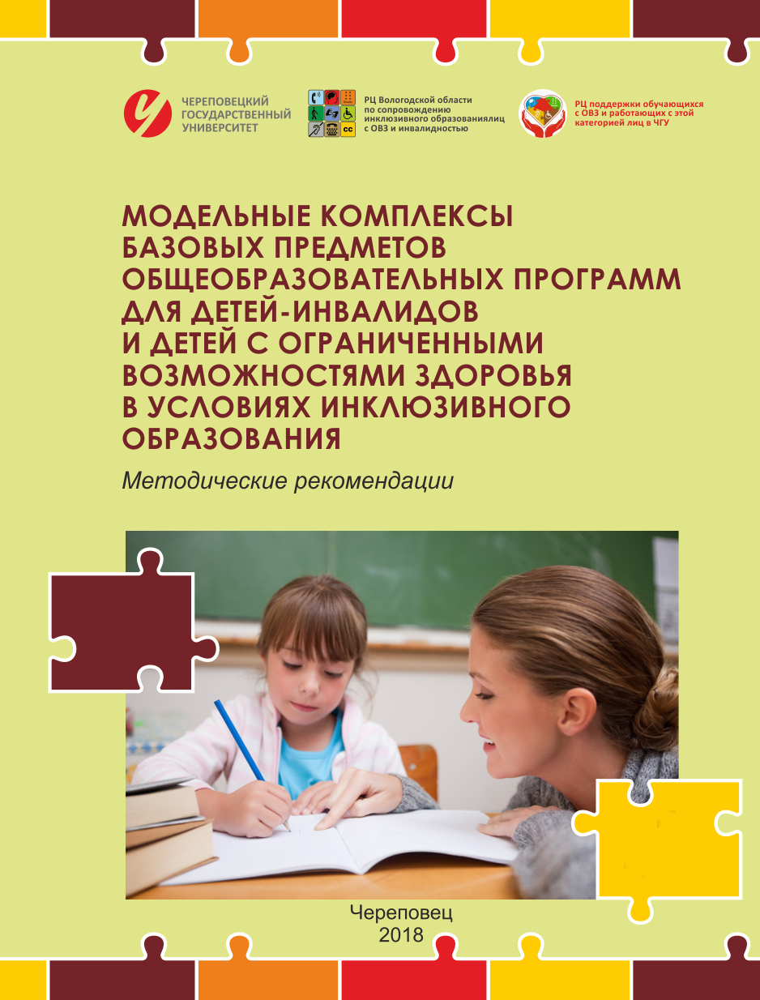 ЧЕРЕПОВЕЦКИЙ
ГОСУДАРСТВЕННЫЙ
УНИВЕРСИТЕТ
РЦ Вологодской области
по сопровождению
инклюзивного образованиялиц
с ОВЗ и инвалидностью
РЦ поддержки обучающихся
с ОВЗ и работающих с этой
категорией лиц в ЧГУ
МОДЕЛЬНЫЕ КОМПЛЕКСЫ
БАЗОВЫХ ПРЕДМЕТОВ
ОБЩЕОБРАЗОВАТЕЛЬНЫХ ПРОГРАММ
ДЛЯ ДЕТЕЙ-ИНВАЛИДОВ
И ДЕТЕЙ С ОГРАНИЧЕННЫМИ
ВОЗМОЖНОСТЯМИ ЗДОРОВЬЯ
В УСЛОВИЯХ ИНКЛЮЗИВНОГО
ОБРАЗОВАНИЯ
Методические рекомендации
Череповец
2018